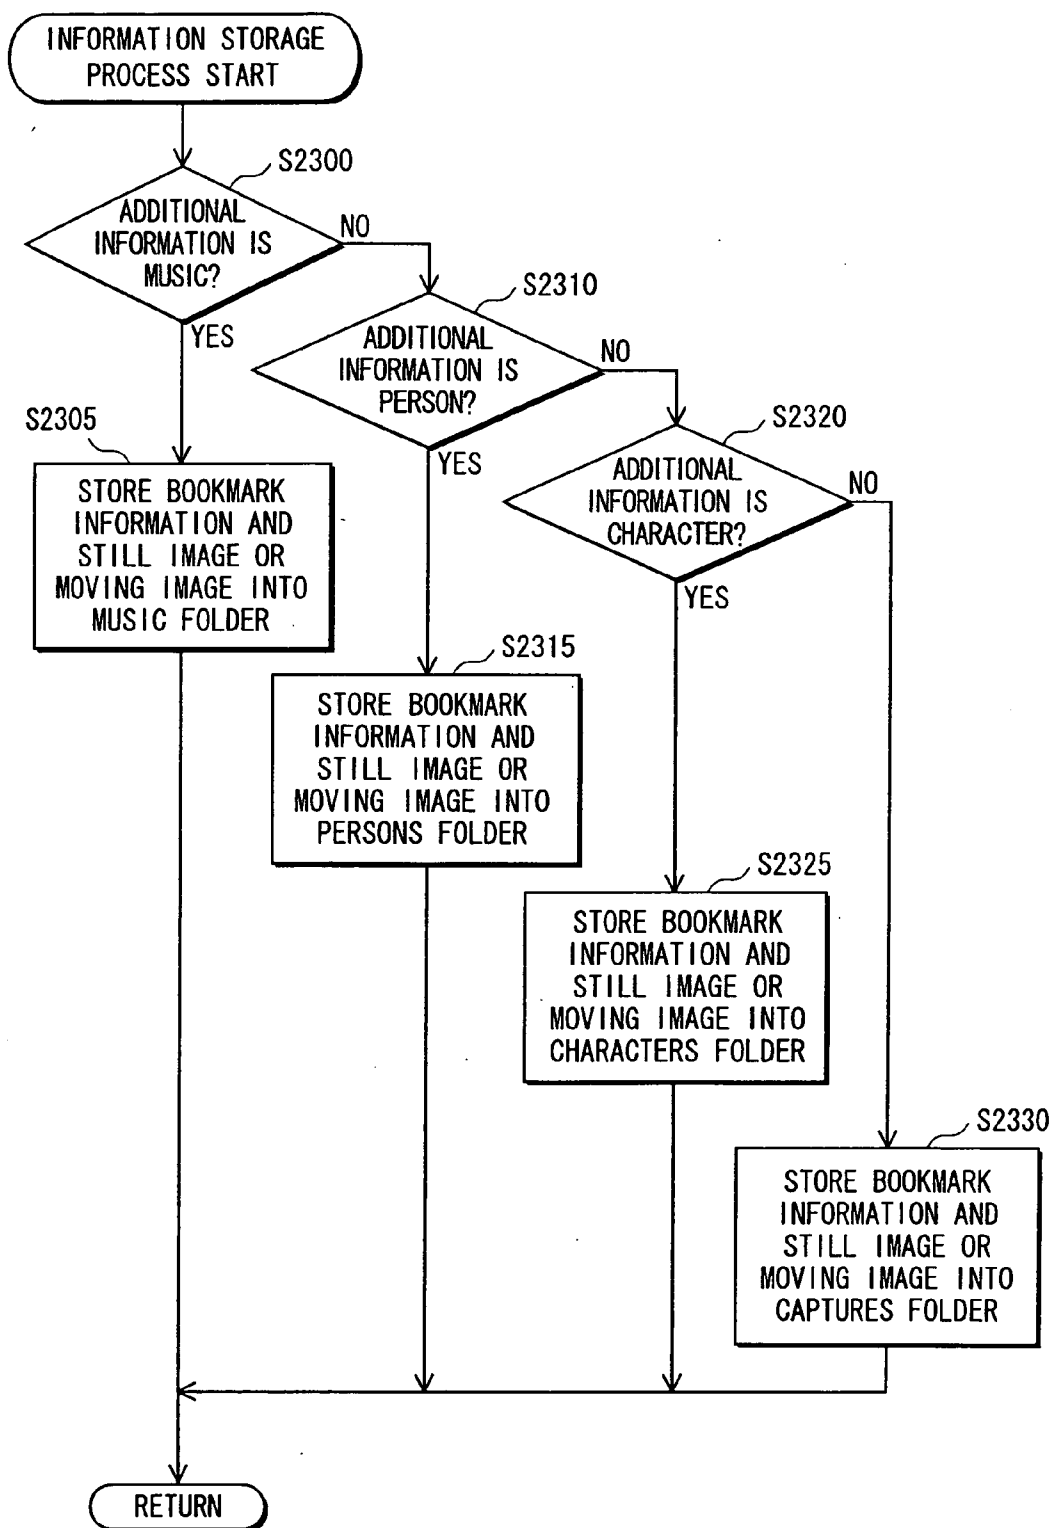 INFORMATION STORAGE
PROCESS START
S2300
ADDITIONAL
INFORMATION IS
MUSIC?
NO
YES
S2310
ADDITIONAL
INFORMATION IS
PERSON?
NO
YES
S2305
STORE BOOKMARK
INFORMATION AND
STILL IMAGE OR
MOVING IMAGE INTO
MUSIC FOLDER
S2320
ADDITIONAL
INFORMATION IS
CHARACTER?
NO
YES
S2315
STORE BOOKMARK
INFORMATION AND
STILL IMAGE OR
MOVING IMAGE INTO
PERSONS FOLDER
S2325
STORE BOOKMARK
INFORMATION AND
STILL IMAGE OR
MOVING IMAGE INTO
CHARACTERS FOLDER
S2330
STORE BOOKMARK
INFORMATION AND
STILL IMAGE OR
MOVING IMAGE INTO
CAPTURES FOLDER
RETURN